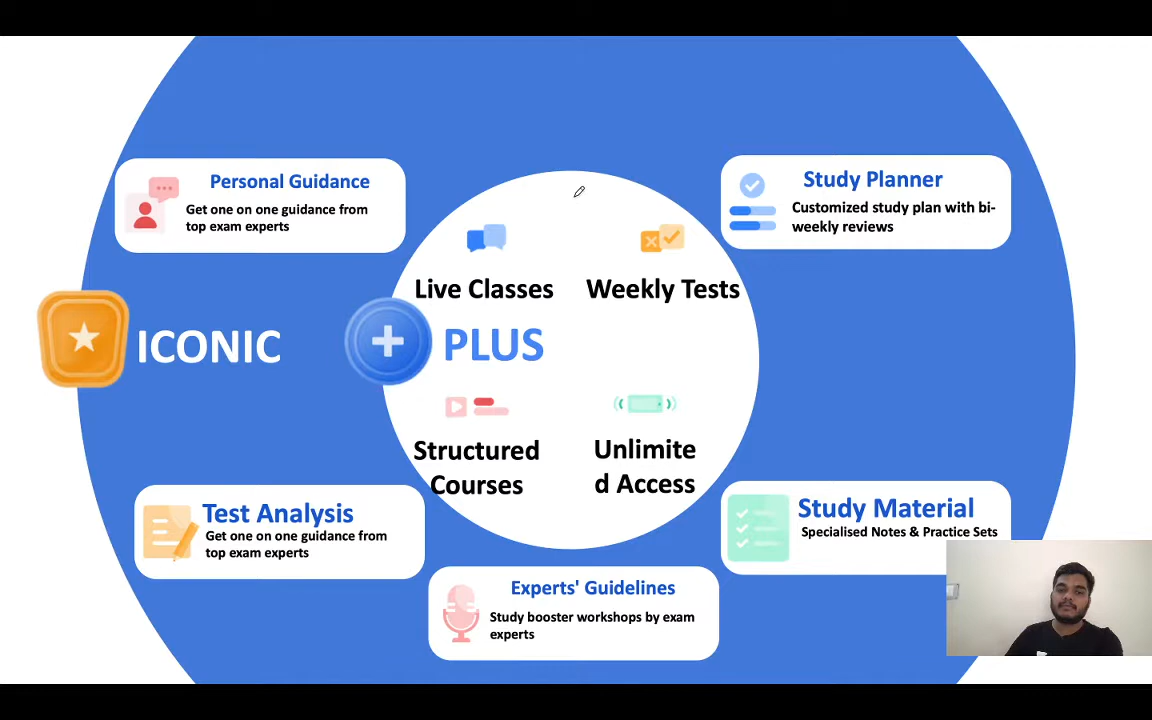 Personal Guidance
Get one on one guidance from
top exam experts
Study Planner
Customized study plan with bi-
weekly reviews
Live Classes
Weekly Tests
ICONIC
PLUS
Structured
Courses
Unlimite
d Access
Test Analysis
Get one on one guidance from
top exam experts
Study Material
Specialised Notes & Practice Sets
Experts' Guidelines
Study booster workshops by exam
experts